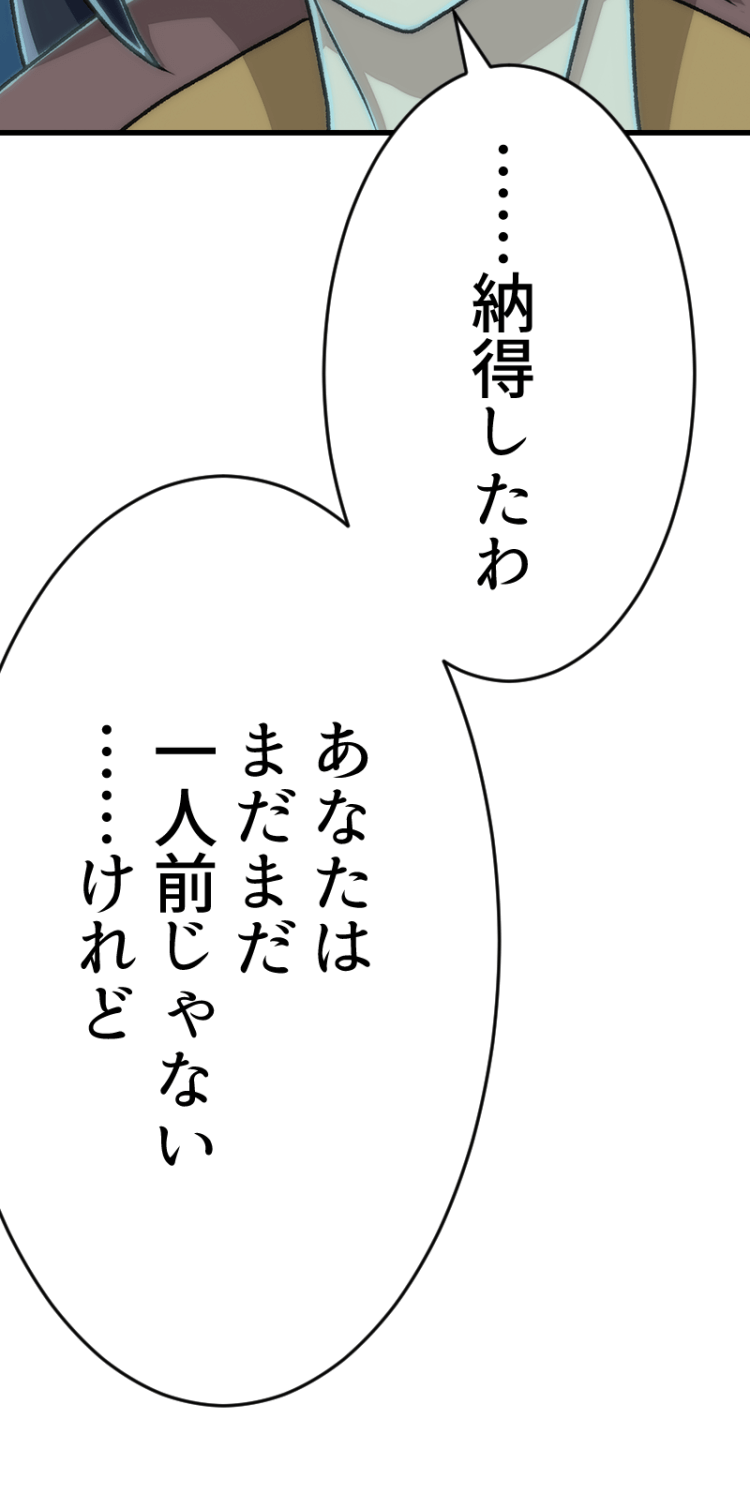 ……納得したわ
あなたは
まだまだ
一人前じゃない
……けれど